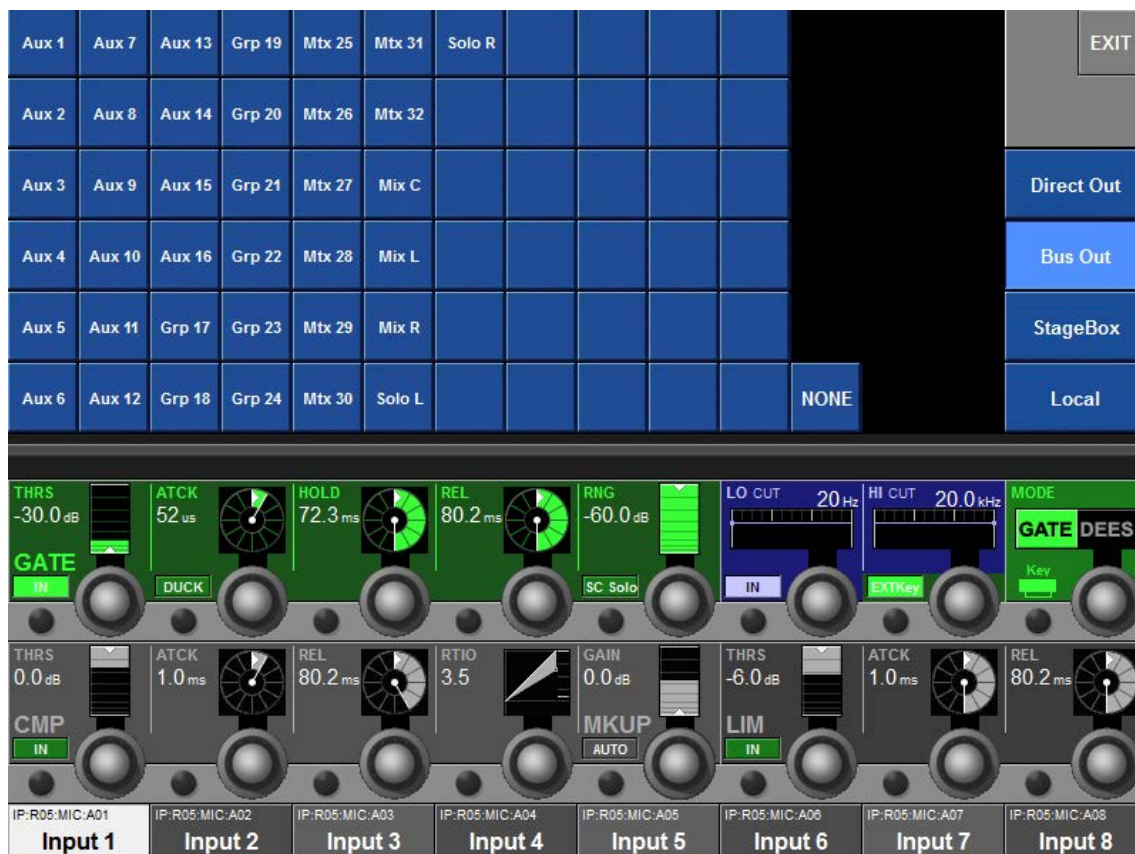 Aux 1 Aux 7 Aux 13 Grp 19 Mtx 25 Mtx 31 Solo R EXIT
Aux 2 Aux 8 Aux 14 Grp 20 Mtx 26 Mtx 32
Aux 3 Aux 9 Aux 15 Grp 21 Mtx 27 Mix C Direct Out
Aux 4 Aux 10 Aux 16 Grp 22 Mtx 28 Mix L Bus Out
Aux 5 Aux 11 Grp 17 Grp 23 Mtx 29 Mix R StageBox
Aux 6 Aux 12 Grp 18 Grp 24 Mtx 30 Solo L NONE Local
THRS ATCK HOLD REL RNG LO CUT 20 Hz HI CUT 20.0 kHz MODE
-30.0 dB 52 us 72.3 ms 80.2 ms -60.0 dB
GATE DEES
GATE Key
IN DUCK SC Solo IN EXTKey
THRS ATCK REL RTIO GAIN THRS ATCK REL
0.0 dB 1.0 ms 80.2 ms 3.5 0.0 dB -6.0 dB 1.0 ms 80.2 ms
CMP MKUP LIM
IN AUTO IN
IP:R05:MIC:A01 IP:R05:MIC:A02 IP:R05:MIC:A03 IP:R05:MIC:A04 IP:R05:MIC:A05 IP:R05:MIC:A06 IP:R05:MIC:A07 IP:R05:MIC:A08
Input 1 Input 2 Input 3 Input 4 Input 5 Input 6 Input 7 Input 8